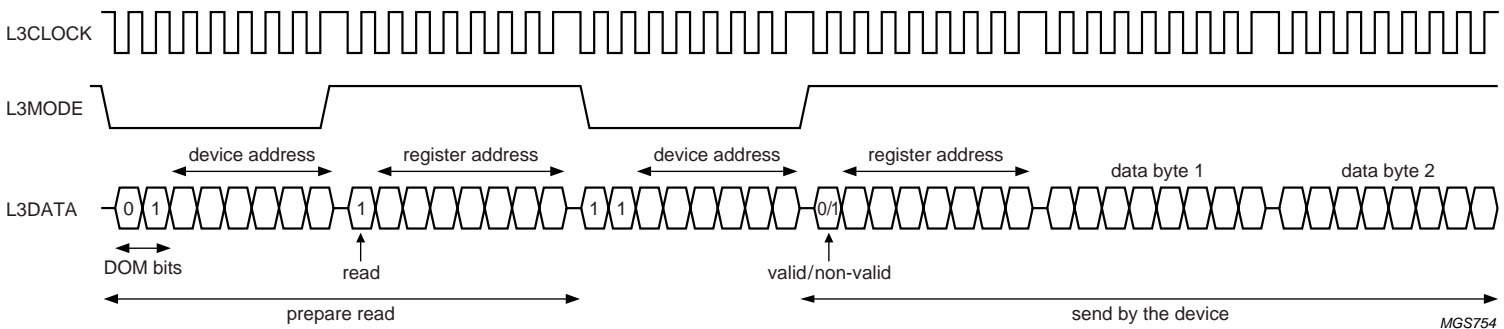 L3CLOCK
L3MODE
device address register address device address register address data byte 1 data byte 2
L3DATA 0 1 1 1 1 0/1
DOM bits read valid/non-valid
prepare read send by the device
MGS754